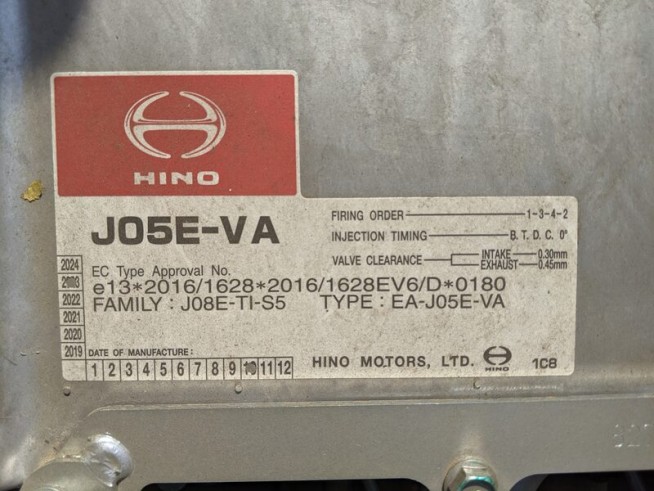 HINO
J05E-VA
FIRING ORDER 1-3-4-2
INJECTION TIMING B. T. D. C. 0°
VALVE CLEARANCE INTAKE 0.30mm
EXHAUST 0.45mm
EC Type Approval No.
e13*2016/1628*2016/1628EV6/D*0180
FAMILY : J08E-TI-S5 TYPE : EA-J05E-VA
2024
2023
2022
2021
2020
2019
DATE OF MANUFACTURE :
1 2 3 4 5 6 7 8 9 10 11 12
HINO MOTORS, LTD. HINO 1C8